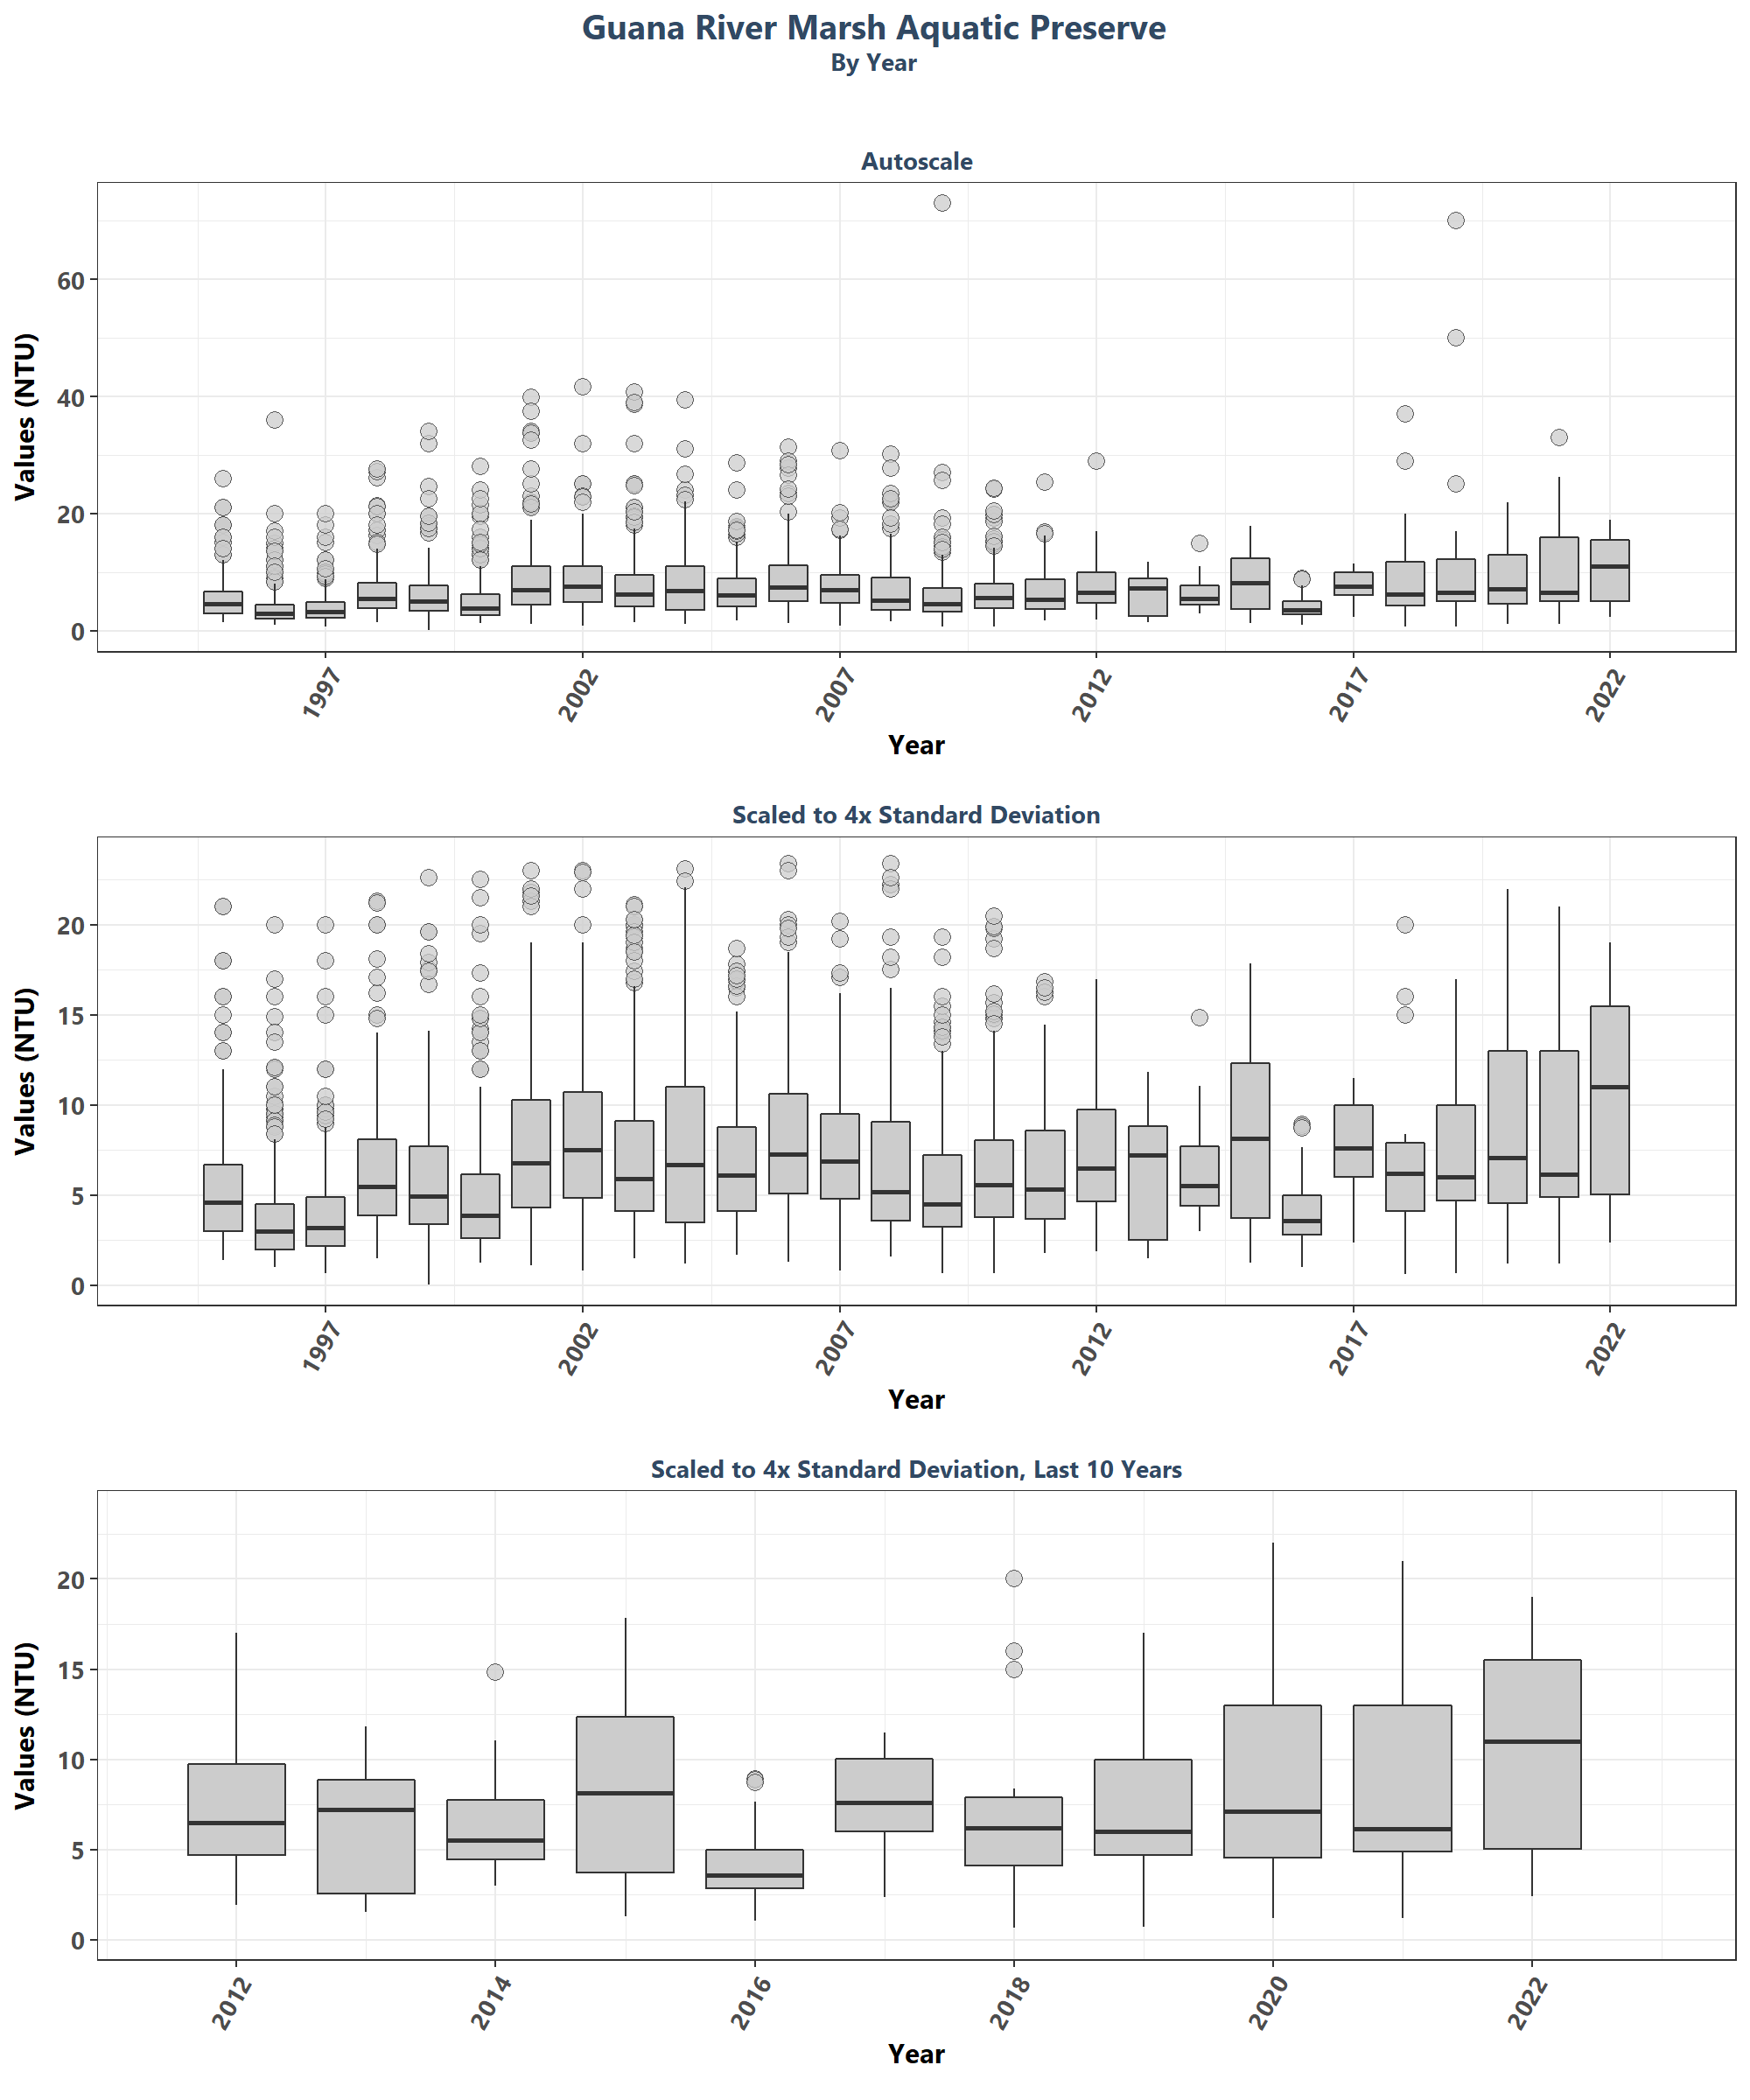 Guana River Marsh Aquatic Preserve
By Year
Autoscale
Values (NTU)
60
40
20
0
1997
2002
2007
2012
2017
2022
Year
Scaled to 4x Standard Deviation
Values (NTU)
20
15
10
5
0
1997
2002
2007
2012
2017
2022
Year
Scaled to 4x Standard Deviation, Last 10 Years
Values (NTU)
20
15
10
5
0
2012
2014
2016
2018
2020
2022
Year